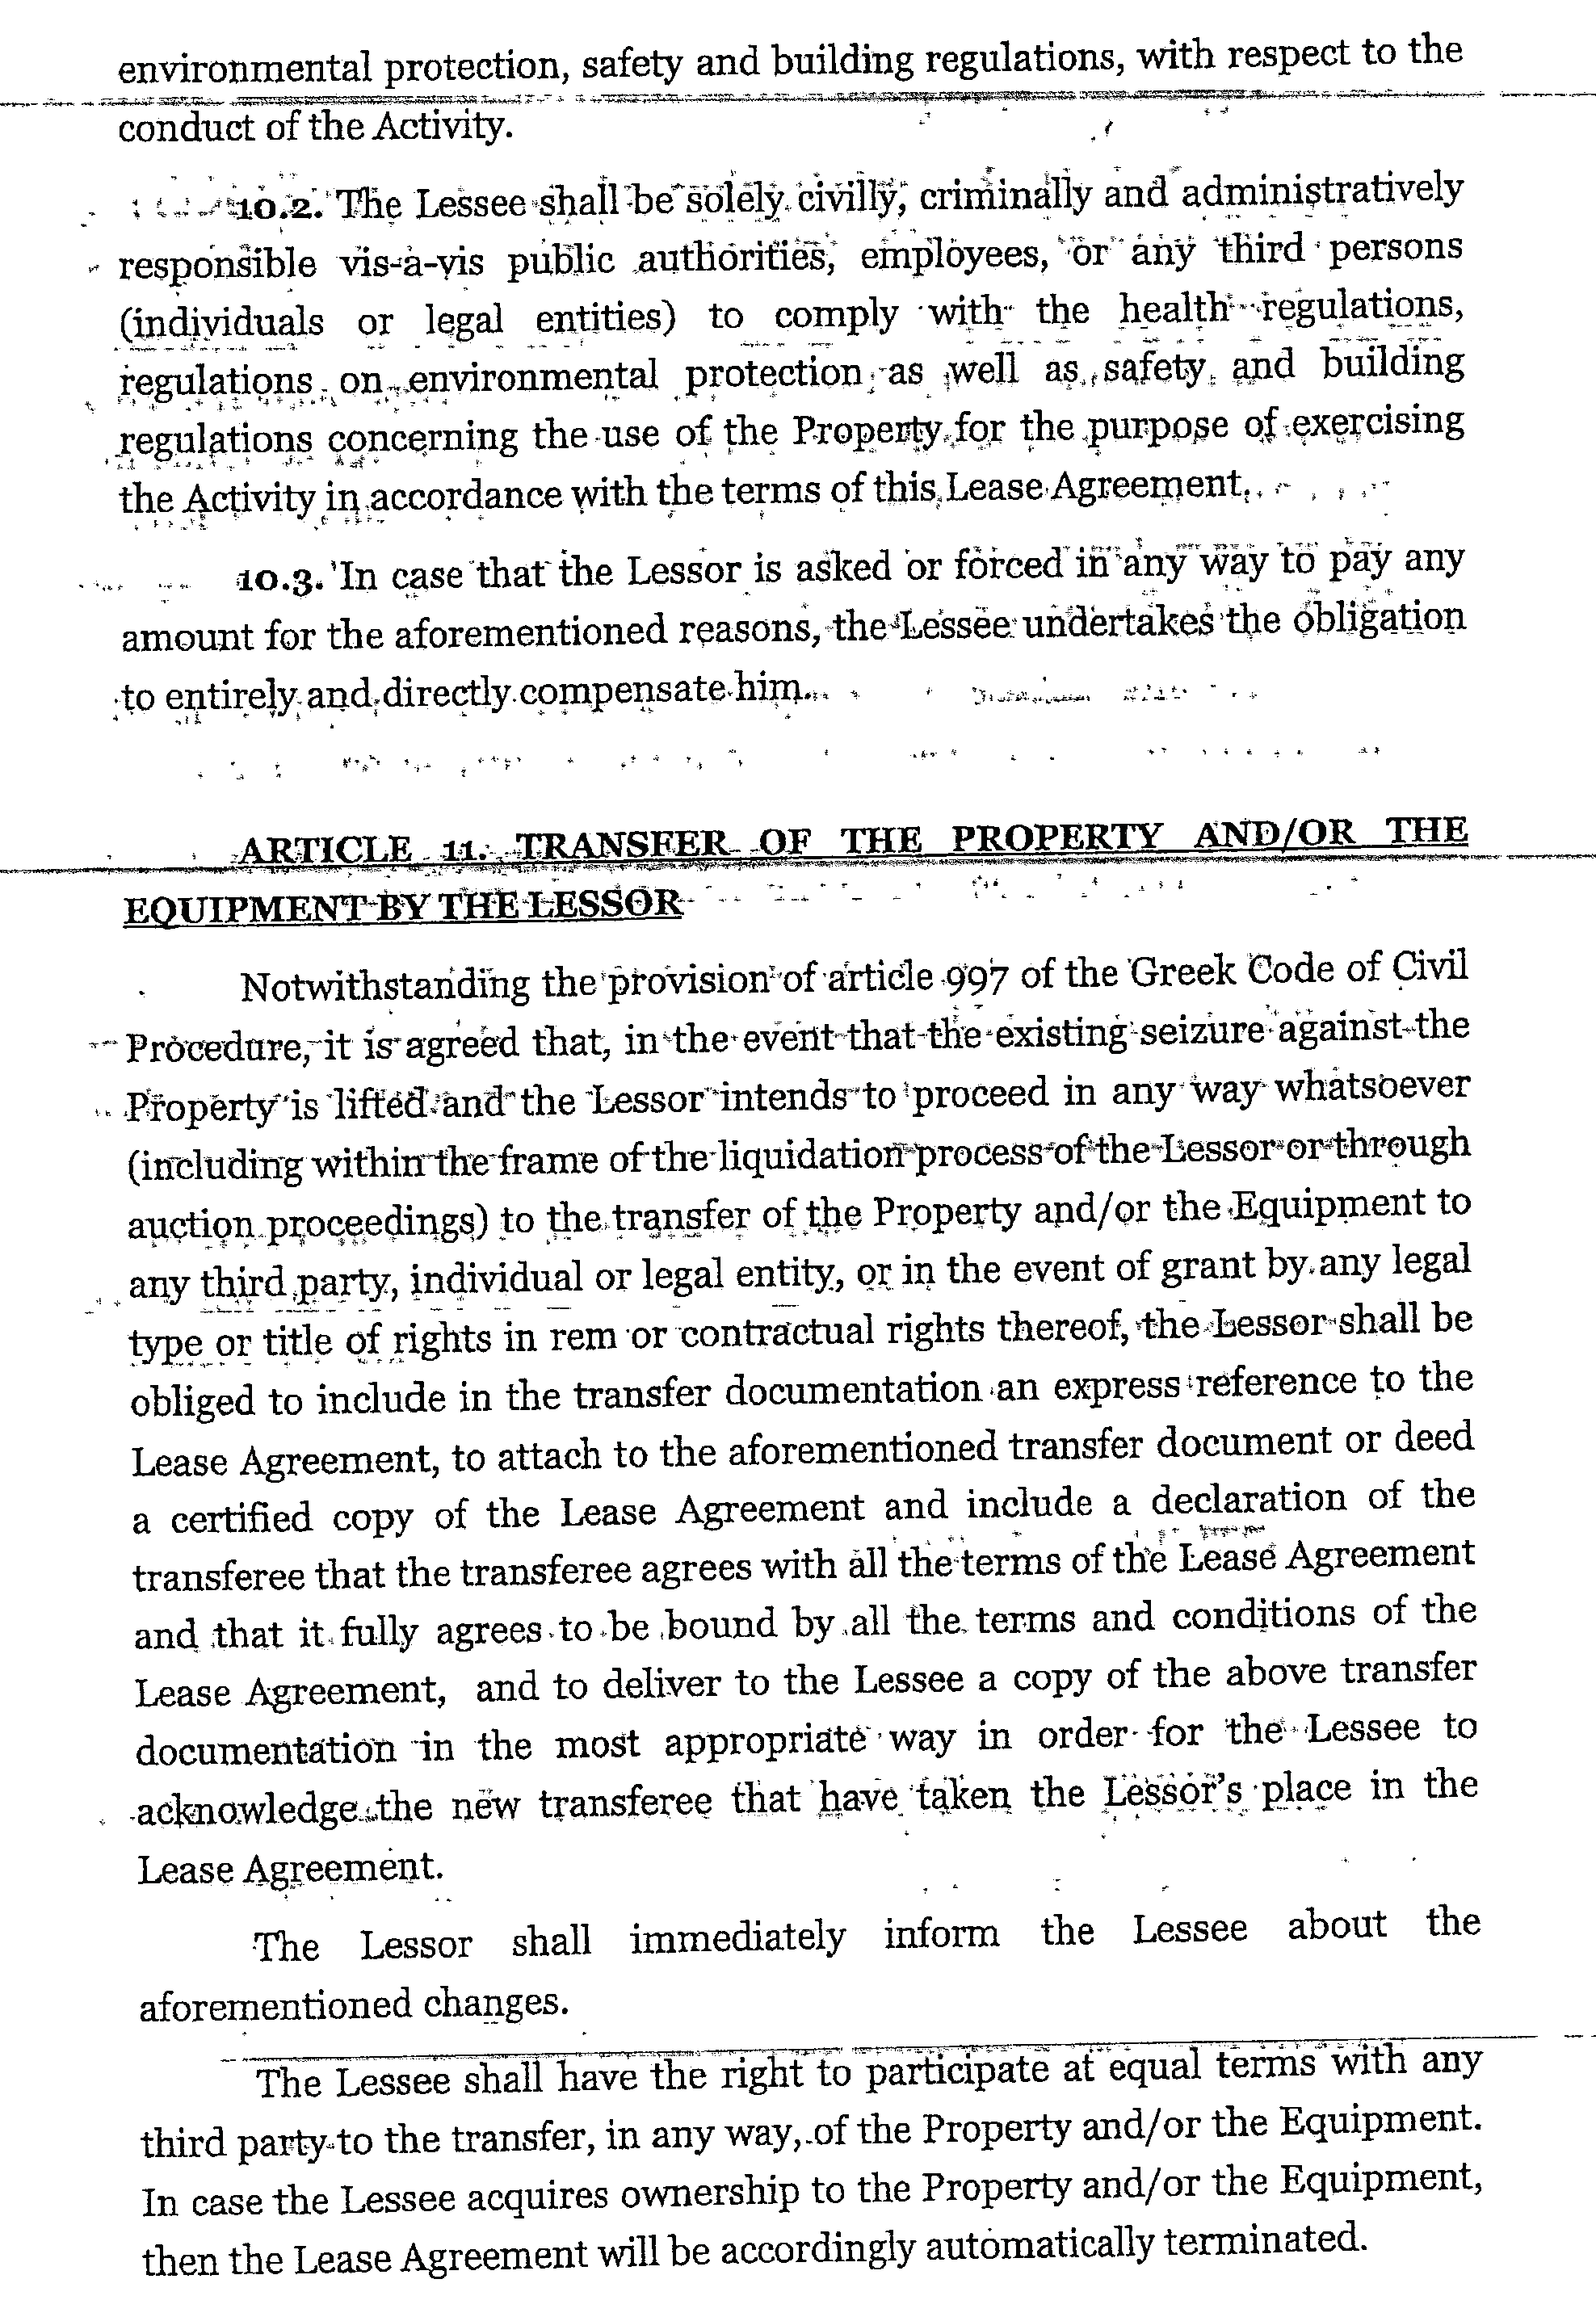 environmental protection, safety and building regulations, with respect to the
conduct of the Activity.
10.2. The Lessee shall be solely civilly, criminally and administratively
responsible vis-à-vis public authorities, employees, or any third persons
(individuals or legal entities) to comply with the health regulations,
regulations on environmental protection as well as safety and building
regulations concerning the use of the Property for the purpose of exercising
the Activity in accordance with the terms of this Lease Agreement.
10.3. In case that the Lessor is asked or forced in any way to pay any
amount for the aforementioned reasons, the Lessee undertakes the obligation
to entirely and directly compensate him.
ARTICLE 11. TRANSFER OF THE PROPERTY AND/OR THE
EQUIPMENT BY THE LESSOR
Notwithstanding the provision of article 997 of the Greek Code of Civil
Procedure, it is agreed that, in the event that the existing seizure against the
Property is lifted and the Lessor intends to proceed in any way whatsoever
(including within the frame of the liquidation process of the Lessor or through
auction proceedings) to the transfer of the Property and/or the Equipment to
any third party, individual or legal entity, or in the event of grant by any legal
type or title of rights in rem or contractual rights thereof, the Lessor shall be
obliged to include in the transfer documentation an express reference to the
Lease Agreement, to attach to the aforementioned transfer document or deed
a certified copy of the Lease Agreement and include a declaration of the
transferee that the transferee agrees with all the terms of the Lease Agreement
and that it fully agrees to be bound by all the terms and conditions of the
Lease Agreement, and to deliver to the Lessee a copy of the above transfer
documentation in the most appropriate way in order for the Lessee to
acknowledge the new transferee that have taken the Lessor's place in the
Lease Agreement.
The Lessor shall immediately inform the Lessee about the
aforementioned changes.
The Lessee shall have the right to participate at equal terms with any
third party to the transfer, in any way, of the Property and/or the Equipment.
In case the Lessee acquires ownership to the Property and/or the Equipment,
then the Lease Agreement will be accordingly automatically terminated.